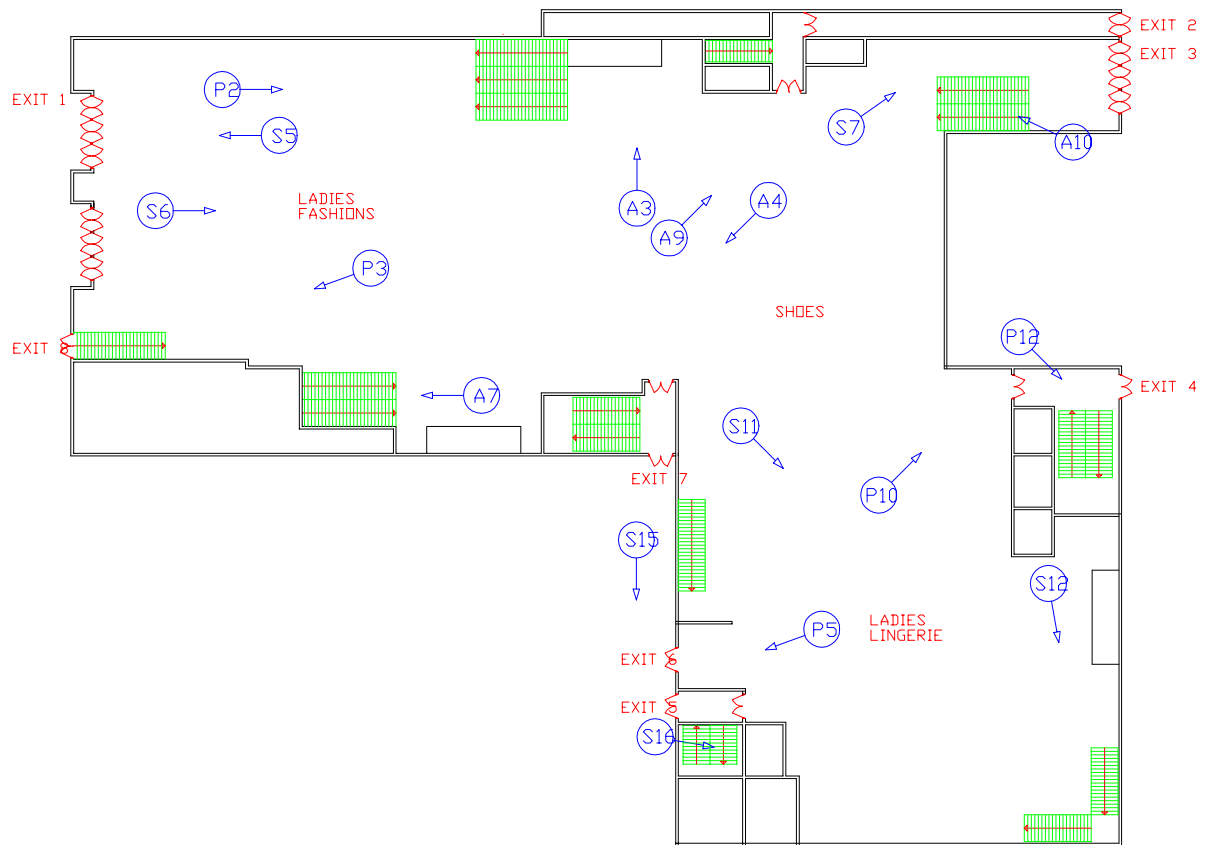 EXIT 2
EXIT 3
EXIT 1
P2
S5
S7
A10
S6
LADIES
FASHIONS
A3
A4
A9
P3
SHOES
EXIT 8
P12
EXIT 4
A7
S11
EXIT 7
P10
S15
S12
P5
LADIES
LINGERIE
EXIT 6
EXIT 5
S16